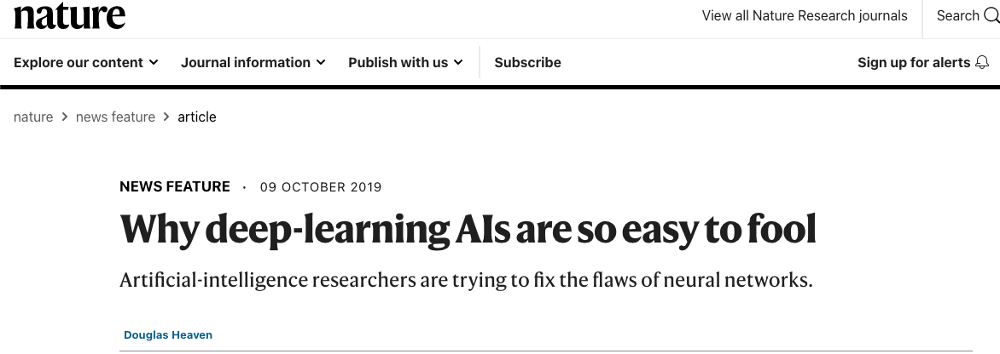 nature
View all Nature Research journals
Search
Explore our content
Journal information
Publish with us
Subscribe
Sign up for alerts
nature > news feature > article
NEWS FEATURE · 09 OCTOBER 2019
Why deep-learning AIs are so easy to fool
Artificial-intelligence researchers are trying to fix the flaws of neural networks.
Douglas Heaven